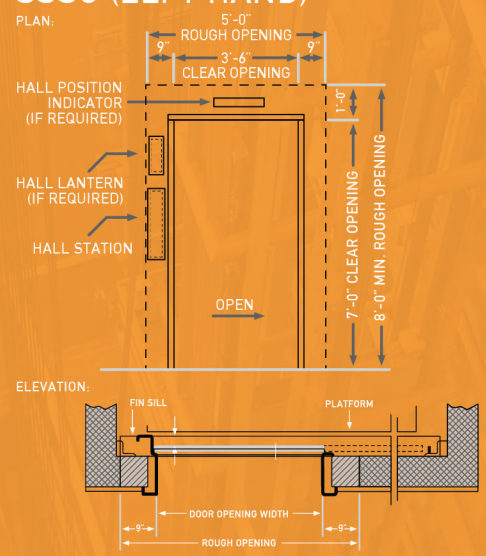 PLAN:
5'-0"
ROUGH OPENING
9"
3'-6"
9"
CLEAR OPENING
HALL POSITION
INDICATOR
(IF REQUIRED)
1'-0"
HALL LANTERN
(IF REQUIRED)
HALL STATION
7'-0" CLEAR OPENING
8'-0" MIN. ROUGH OPENING
OPEN
ELEVATION:
FIN SILL
PLATFORM
DOOR OPENING WIDTH
9"
9"
ROUGH OPENING